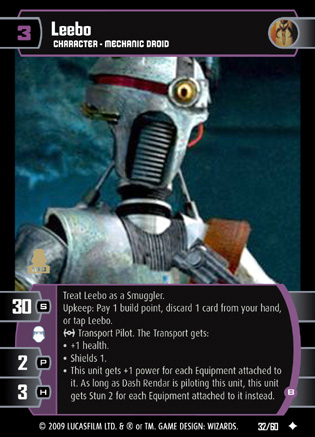 3
Leebo
CHARACTER - MECHANIC DROID
30 S
2 P
3 H
Treat Leebo as a Smuggler.
Upkeep: Pay 1 build point, discard 1 card from your hand,
or tap Leebo.
Transport Pilot. The Transport gets:
• +1 health.
• Shields 1.
• This unit gets +1 power for each Equipment attached to
it. As long as Dash Rendar is piloting this unit, this unit
gets Stun 2 for each Equipment attached to it instead.
B
© 2009 LUCASFILM LTD. & ® or TM. GAME DESIGN: WIZARDS. 32/60